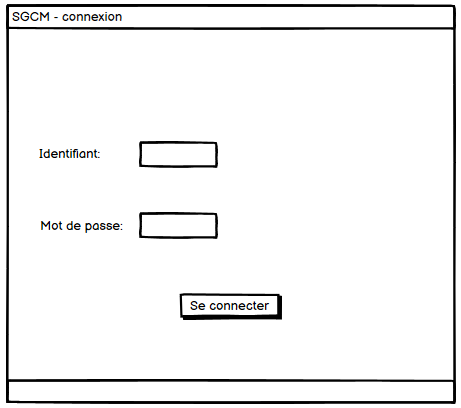 SGCM - connexion
Identifiant:
Mot de passe:
Se connecter